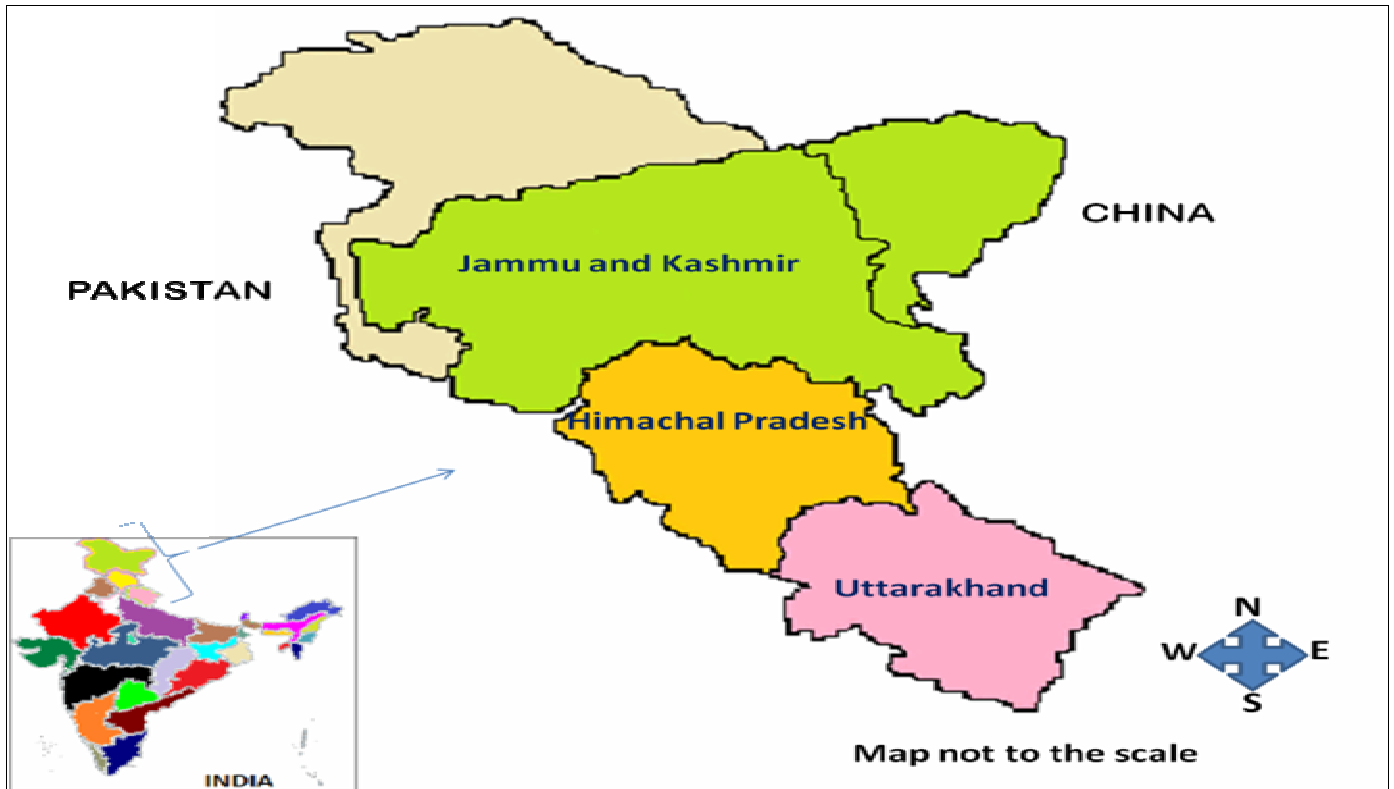 CHINA
Jammu and Kashmir
PAKISTAN
Himachal Pradesh
Uttarakhand
N
W E
S
Map not to the scale
INDIA